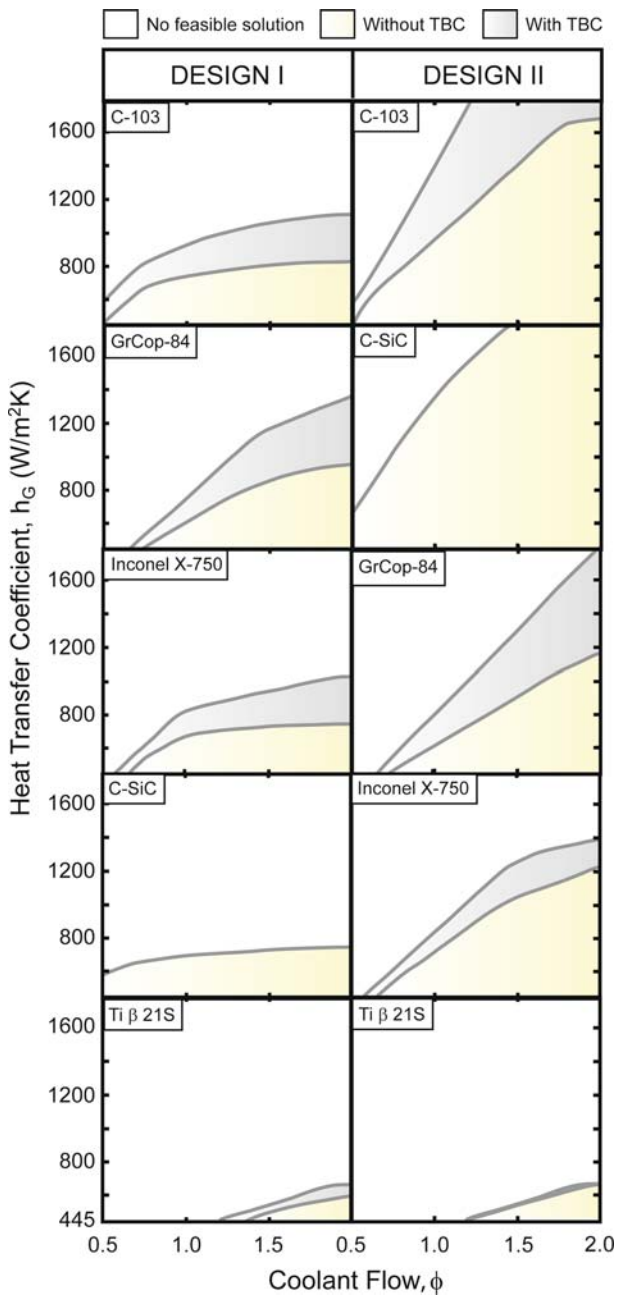 No feasible solution Without TBC With TBC
DESIGN I DESIGN II
C-103 C-103
1600
1200
800
GrCop-84 C-SiC
1600
1200
800
Inconel X-750 GrCop-84
1600
1200
800
C-SiC Inconel X-750
1600
1200
800
Ti β 21S Ti β 21S
1600
1200
800
445
0.5 1.0 1.5 0.5 1.0 1.5 2.0
Heat Transfer Coefficient, hG (W/m²K)
Coolant Flow, ϕ